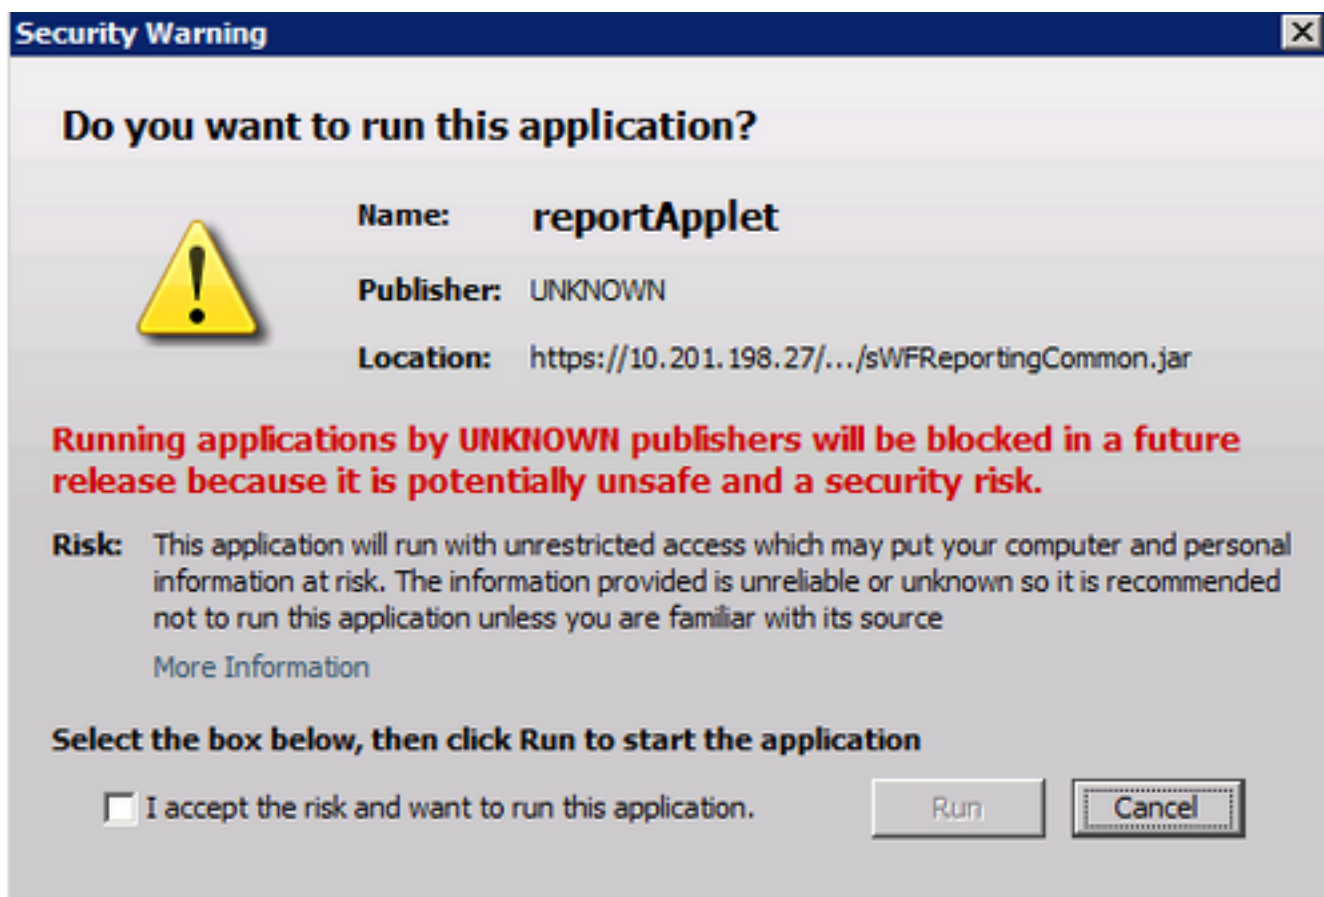 Security Warning
Do you want to run this application?
Name: reportApplet
Publisher: UNKNOWN
Location: https://10.201.198.27/.../sWFReportingCommon.jar
Running applications by UNKNOWN publishers will be blocked in a future
release because it is potentially unsafe and a security risk.
Risk: This application will run with unrestricted access which may put your computer and personal
information at risk. The information provided is unreliable or unknown so it is recommended
not to run this application unless you are familiar with its source
More Information
Select the box below, then click Run to start the application
I accept the risk and want to run this application. Run Cancel